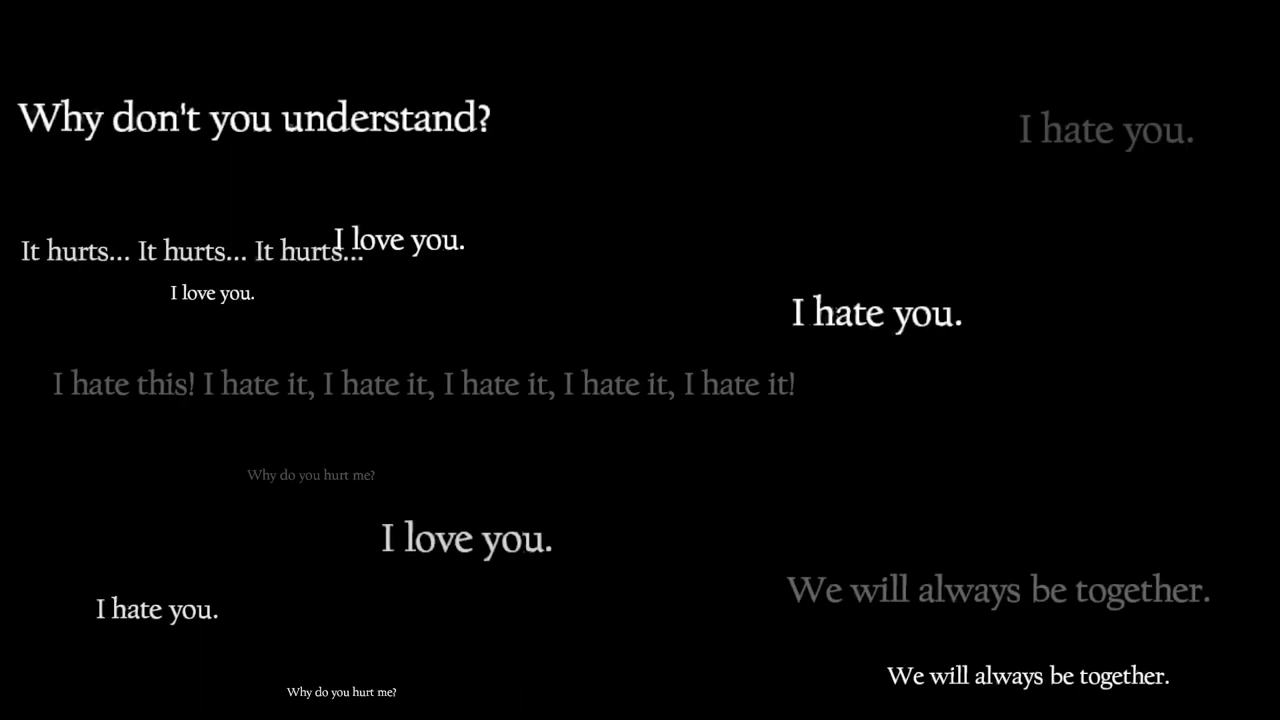 Why don't you understand?
I hate you.
I love you.
It hurts... It hurts... It hurts...
I love you.
I hate you.
I hate this! I hate it, I hate it, I hate it, I hate it, I hate it!
Why do you hurt me?
I love you.
We will always be together.
I hate you.
We will always be together.
Why do you hurt me?